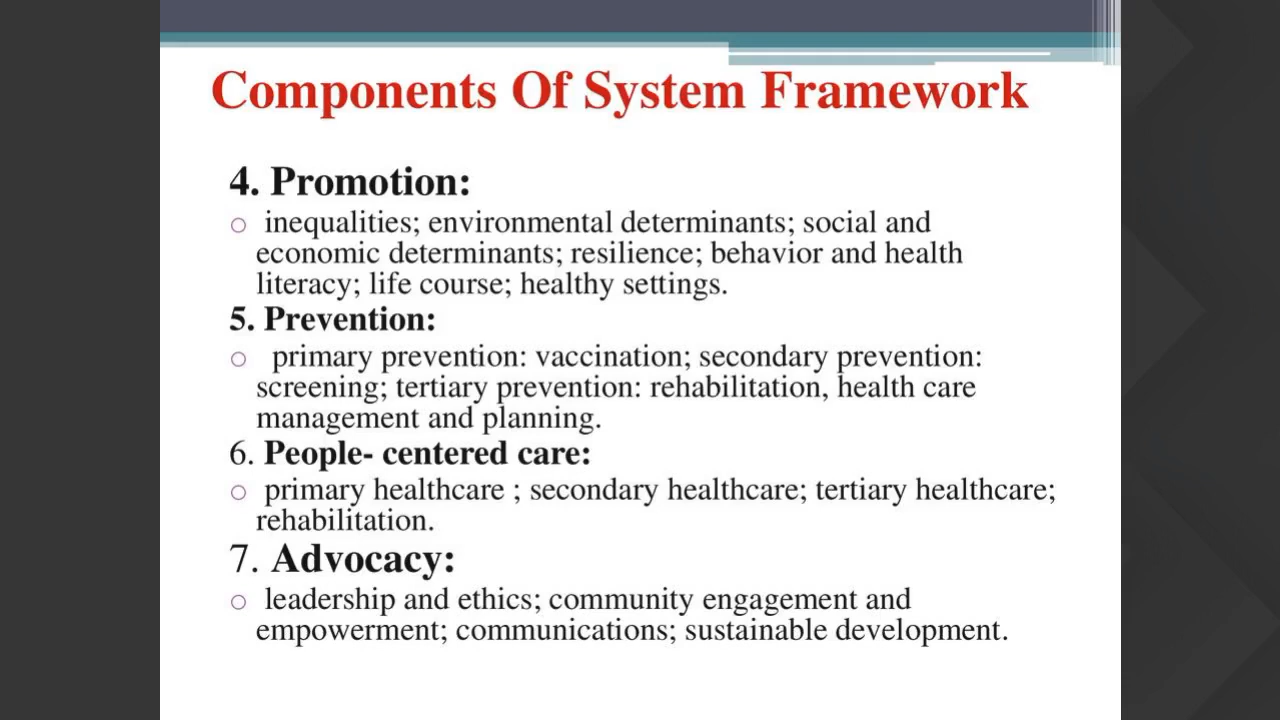 Components Of System Framework
4. Promotion:
○ inequalities; environmental determinants; social and
economic determinants; resilience; behavior and health
literacy; life course; healthy settings.
5. Prevention:
○ primary prevention: vaccination; secondary prevention:
screening; tertiary prevention: rehabilitation, health care
management and planning.
6. People- centered care:
○ primary healthcare ; secondary healthcare; tertiary healthcare;
rehabilitation.
7. Advocacy:
○ leadership and ethics; community engagement and
empowerment; communications; sustainable development.